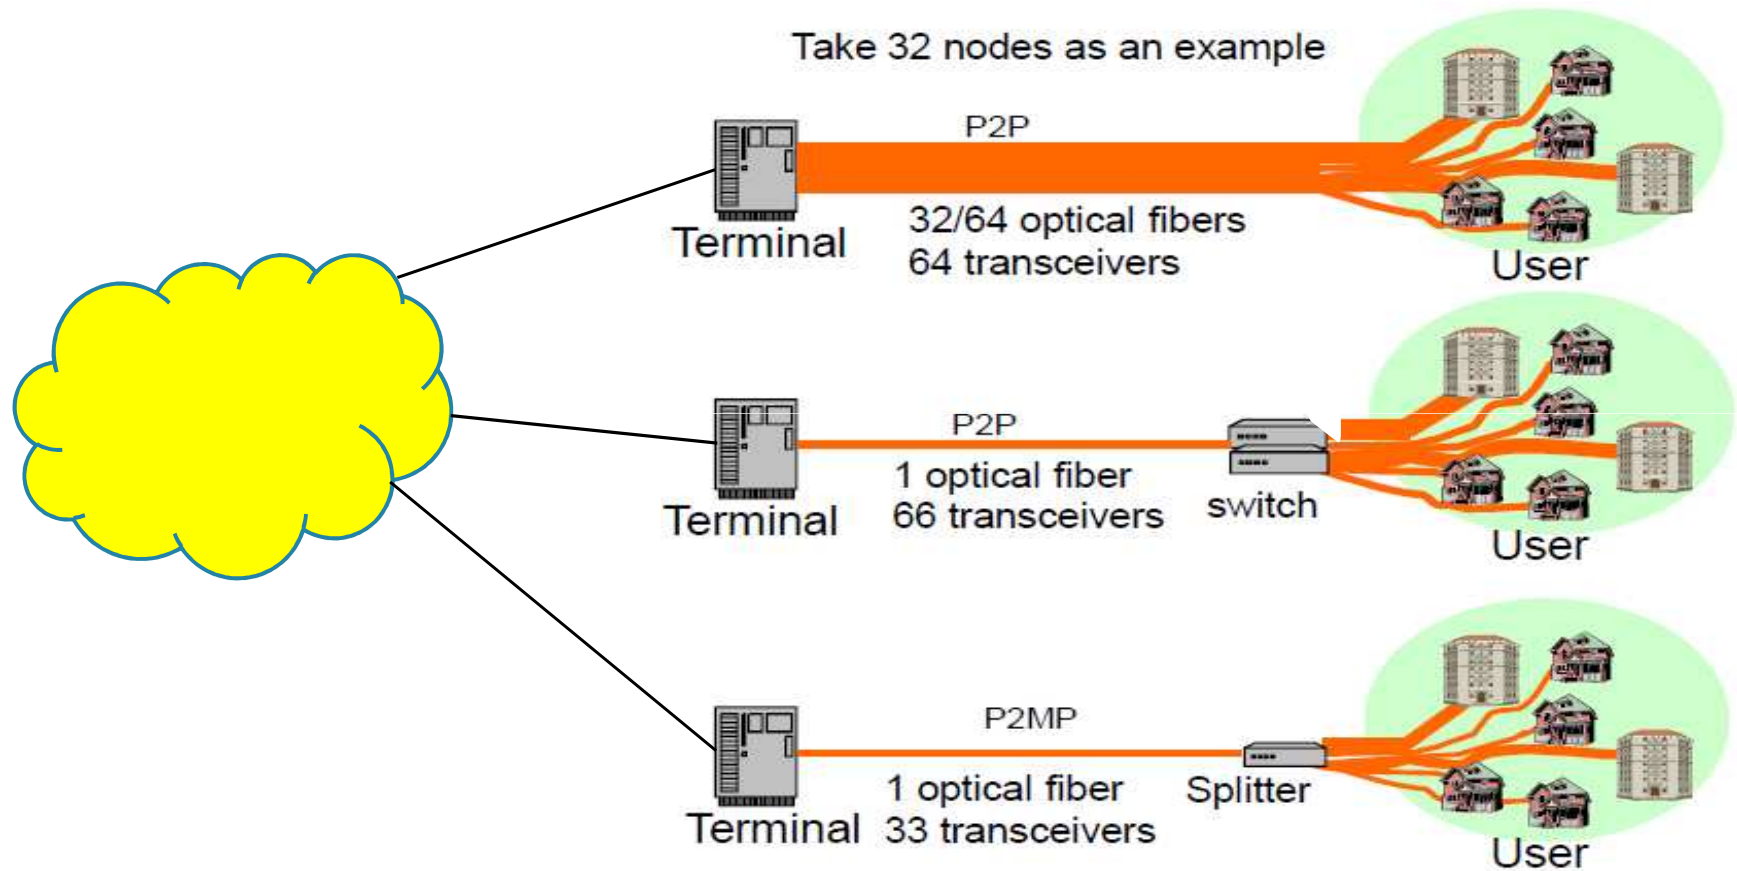 Take 32 nodes as an example
P2P
32/64 optical fibers
64 transceivers
Terminal
User
P2P
1 optical fiber
66 transceivers
switch
Terminal
User
P2MP
1 optical fiber
Splitter
Terminal
33 transceivers
User